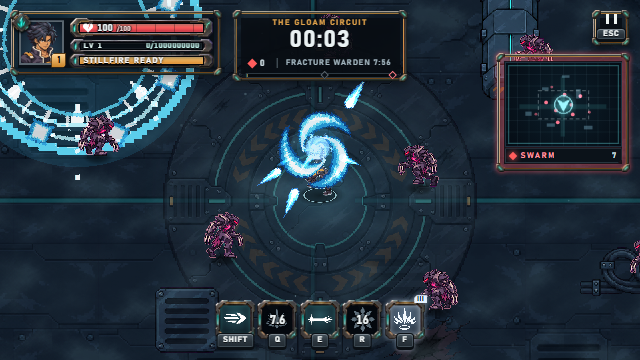 100/100
LV 1 0/1000000000
STILLFIRE READY
1
THE GLOAM CIRCUIT
00:03
0 FRACTURE WARDEN 7:56
ESC
SWARM 7
7.6 16
SHIFT Q E R F